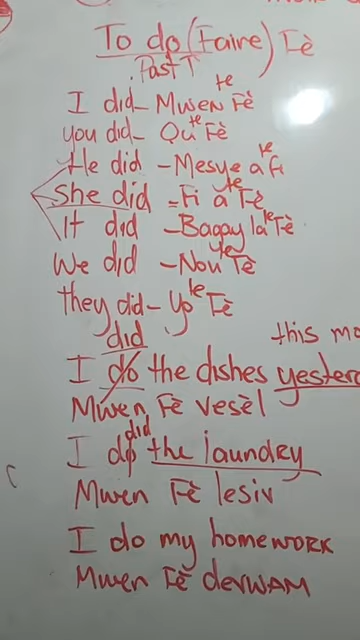 To do (Faire) Fè
Past T
I did - Mwen te Fè
you did - Ou te Fè
He did - Mesye a te Fi
She did = Fi a te Fè
It did - Bagay la te Fè
We did - Nou te Fè
they did - Yo te Fè
this mo
did
I do the dishes yester
Mwen Fè vesèl
did
I do the laundry
Mwen Fè lesiv
I do my homework
Mwen Fè devwam